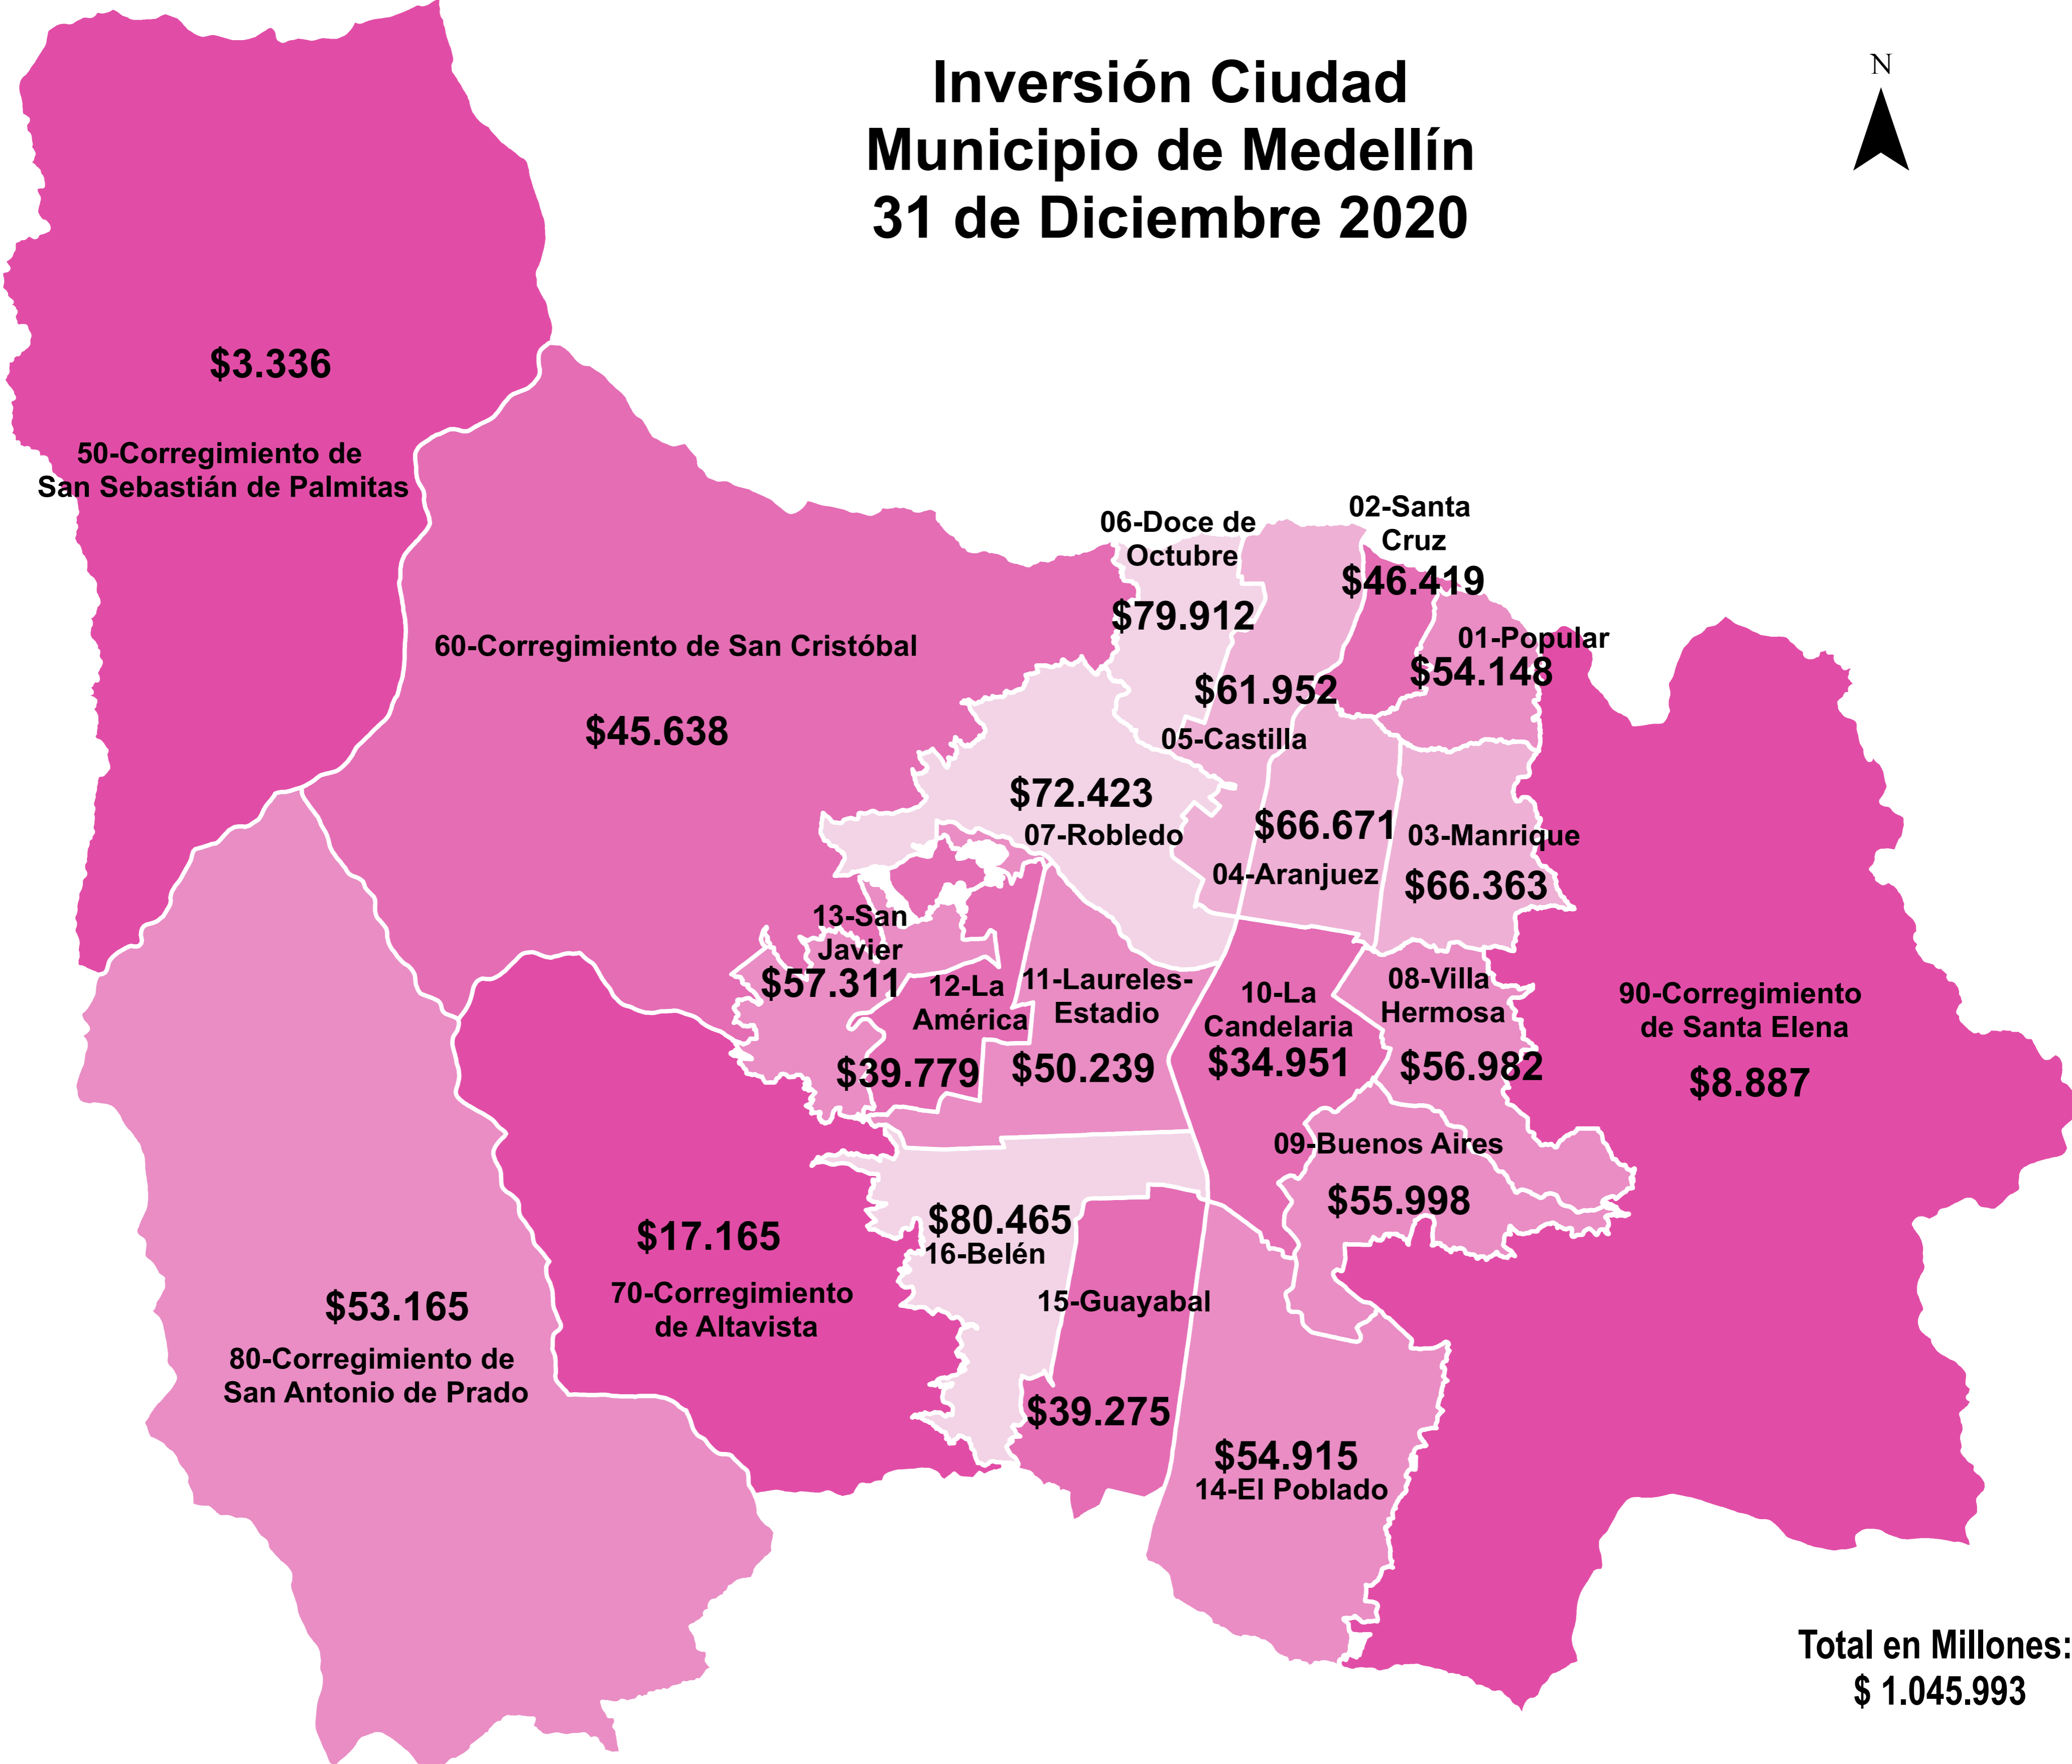 Inversión Ciudad
Municipio de Medellín
31 de Diciembre 2020
N
$3.336
50-Corregimiento de
San Sebastián de Palmitas
60-Corregimiento de San Cristóbal
$45.638
06-Doce de
Octubre
$79.912
02-Santa
Cruz
$46.419
01-Popular
$54.148
$61.952
05-Castilla
$72.423
07-Robledo
$66.671
04-Aranjuez
03-Manrique
$66.363
13-San
Javier
$57.311
12-La
América
$39.779
11-Laureles-
Estadio
$50.239
10-La
Candelaria
$34.951
08-Villa
Hermosa
$56.982
90-Corregimiento
de Santa Elena
$8.887
09-Buenos Aires
$55.998
$80.465
16-Belén
15-Guayabal
$39.275
$17.165
70-Corregimiento
de Altavista
$53.165
80-Corregimiento de
San Antonio de Prado
$54.915
14-El Poblado
Total en Millones:
$ 1.045.993